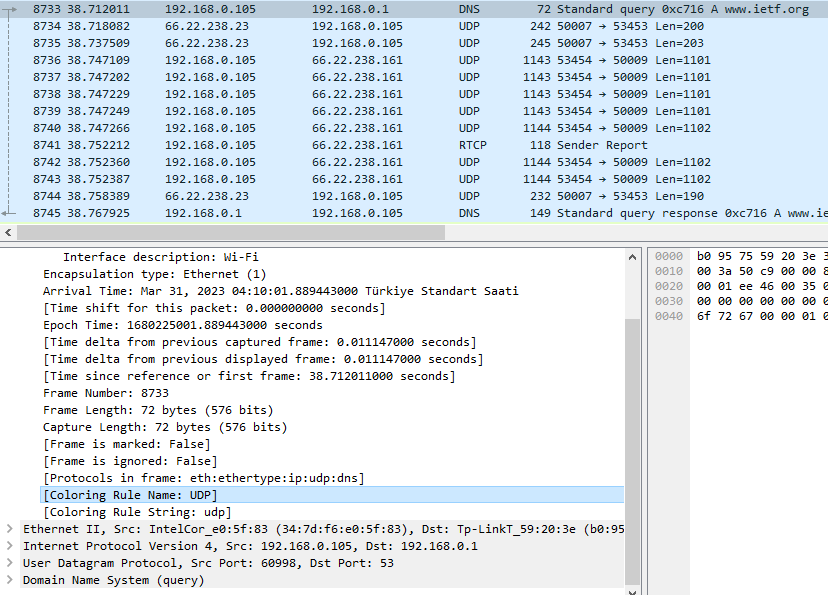 8733 38.712011 192.168.0.105 192.168.0.1 DNS 72 Standard query 0xc716 A www.ietf.org
8734 38.718082 66.22.238.23 192.168.0.105 UDP 242 50007 → 53453 Len=200
8735 38.737509 66.22.238.23 192.168.0.105 UDP 245 50007 → 53453 Len=203
8736 38.747109 192.168.0.105 66.22.238.161 UDP 1143 53454 → 50009 Len=1101
8737 38.747202 192.168.0.105 66.22.238.161 UDP 1143 53454 → 50009 Len=1101
8738 38.747229 192.168.0.105 66.22.238.161 UDP 1143 53454 → 50009 Len=1101
8739 38.747249 192.168.0.105 66.22.238.161 UDP 1143 53454 → 50009 Len=1101
8740 38.747266 192.168.0.105 66.22.238.161 UDP 1144 53454 → 50009 Len=1102
8741 38.752212 192.168.0.105 66.22.238.161 RTCP 118 Sender Report
8742 38.752360 192.168.0.105 66.22.238.161 UDP 1144 53454 → 50009 Len=1102
8743 38.752387 192.168.0.105 66.22.238.161 UDP 1144 53454 → 50009 Len=1102
8744 38.758389 66.22.238.23 192.168.0.105 UDP 232 50007 → 53453 Len=190
8745 38.767925 192.168.0.1 192.168.0.105 DNS 149 Standard query response 0xc716 A www.ie
Interface description: Wi-Fi
Encapsulation type: Ethernet (1)
Arrival Time: Mar 31, 2023 04:10:01.889443000 Türkiye Standart Saati
[Time shift for this packet: 0.000000000 seconds]
Epoch Time: 1680225001.889443000 seconds
[Time delta from previous captured frame: 0.011147000 seconds]
[Time delta from previous displayed frame: 0.011147000 seconds]
[Time since reference or first frame: 38.712011000 seconds]
Frame Number: 8733
Frame Length: 72 bytes (576 bits)
Capture Length: 72 bytes (576 bits)
[Frame is marked: False]
[Frame is ignored: False]
[Protocols in frame: eth:ethertype:ip:udp:dns]
[Coloring Rule Name: UDP]
[Coloring Rule String: udp]
Ethernet II, Src: IntelCor_e0:5f:83 (34:7d:f6:e0:5f:83), Dst: Tp-LinkT_59:20:3e (b0:95
Internet Protocol Version 4, Src: 192.168.0.105, Dst: 192.168.0.1
User Datagram Protocol, Src Port: 60998, Dst Port: 53
Domain Name System (query)
0000 b0 95 75 59 20 3e 3
0010 00 3a 50 c9 00 00 8
0020 00 01 ee 46 00 35 0
0030 00 00 00 00 00 00 0
0040 6f 72 67 00 00 01 0